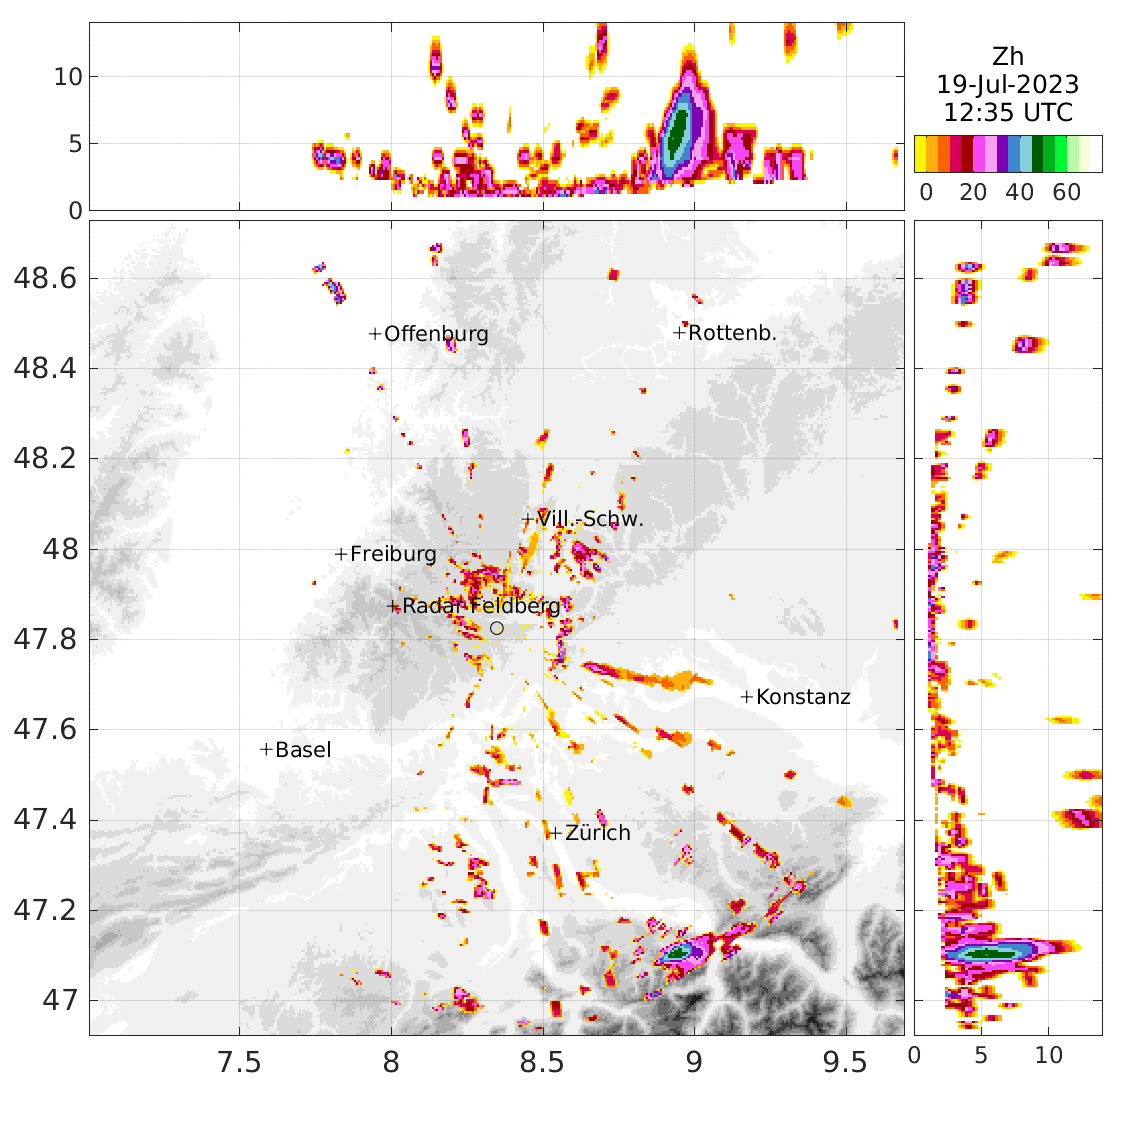 10
5
0
Zh
19-Jul-2023
12:35 UTC
0 20 40 60
48.6
48.4
48.2
48
47.8
47.6
47.4
47.2
47
+Offenburg
+Rottenb.
+Vill.-Schw.
+Freiburg
+Radar Feldberg
+Konstanz
+Basel
+Zürich
7.5 8 8.5 9 9.5
0 5 10